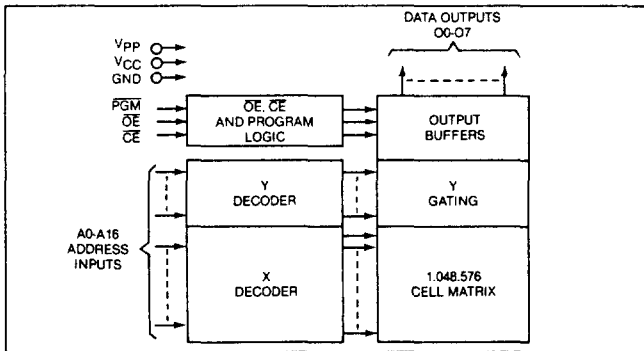 DATA OUTPUTS
O0-O7
VPP
VCC
GND
PGM
OE
CE
OE, CE
AND PROGRAM
LOGIC
OUTPUT
BUFFERS
Y
DECODER
Y
GATING
A0-A16
ADDRESS
INPUTS
X
DECODER
1.048.576
CELL MATRIX